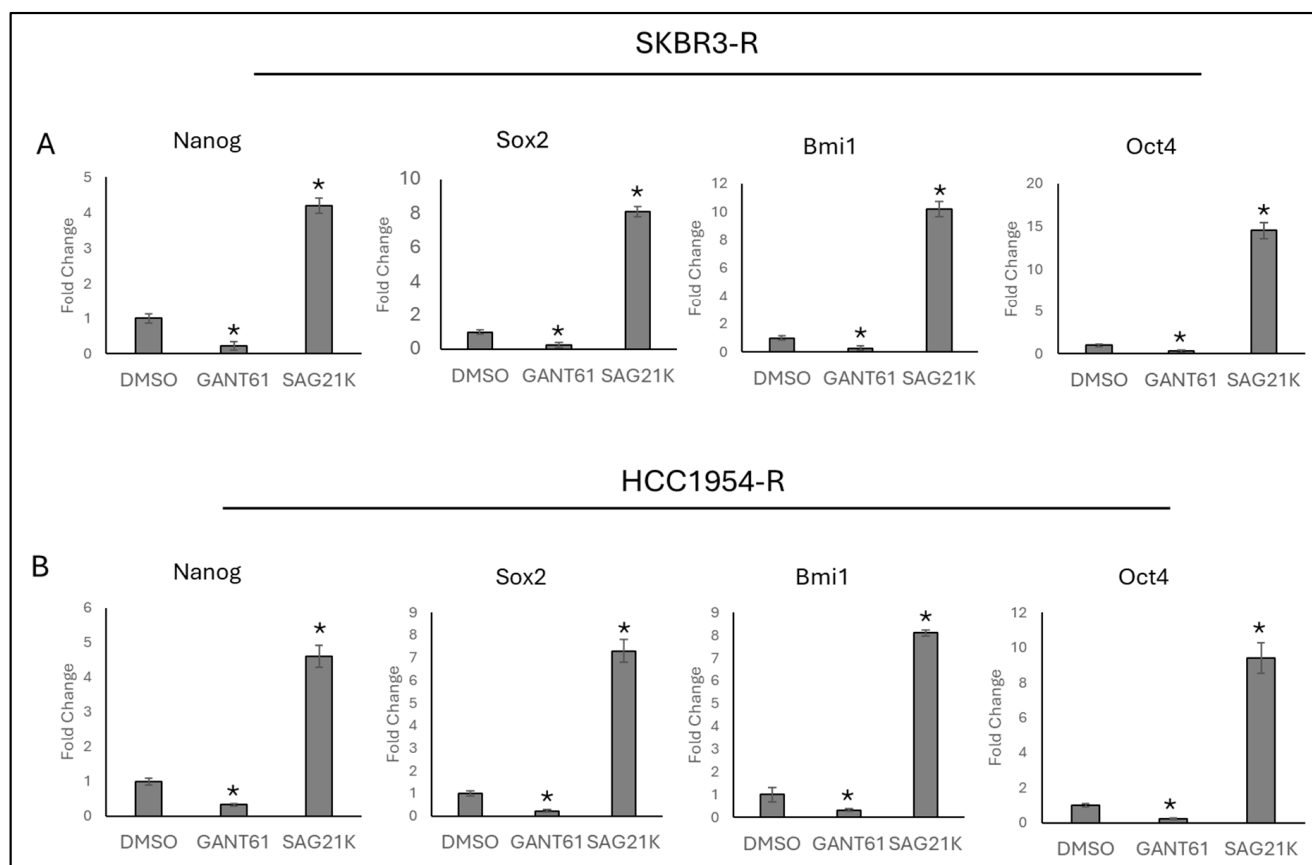 SKBR3-R
A
Nanog
Sox2
Bmi1
Oct4
Fold Change
5
4
3
2
1
0
*
*
DMSO GANT61 SAG21K
Fold Change
10
8
6
4
2
0
*
*
DMSO GANT61 SAG21K
Fold Change
12
10
8
6
4
2
0
*
*
DMSO GANT61 SAG21K
Fold Change
20
15
10
5
0
*
*
DMSO GANT61 SAG21K
HCC1954-R
B
Nanog
Sox2
Bmi1
Oct4
Fold Change
6
5
4
3
2
1
0
*
*
DMSO GANT61 SAG21K
Fold Change
9
8
7
6
5
4
3
2
1
0
*
*
DMSO GANT61 SAG21K
Fold Change
9
8
7
6
5
4
3
2
1
0
*
*
DMSO GANT61 SAG21K
Fold Change
12
10
8
6
4
2
0
*
*
DMSO GANT61 SAG21K